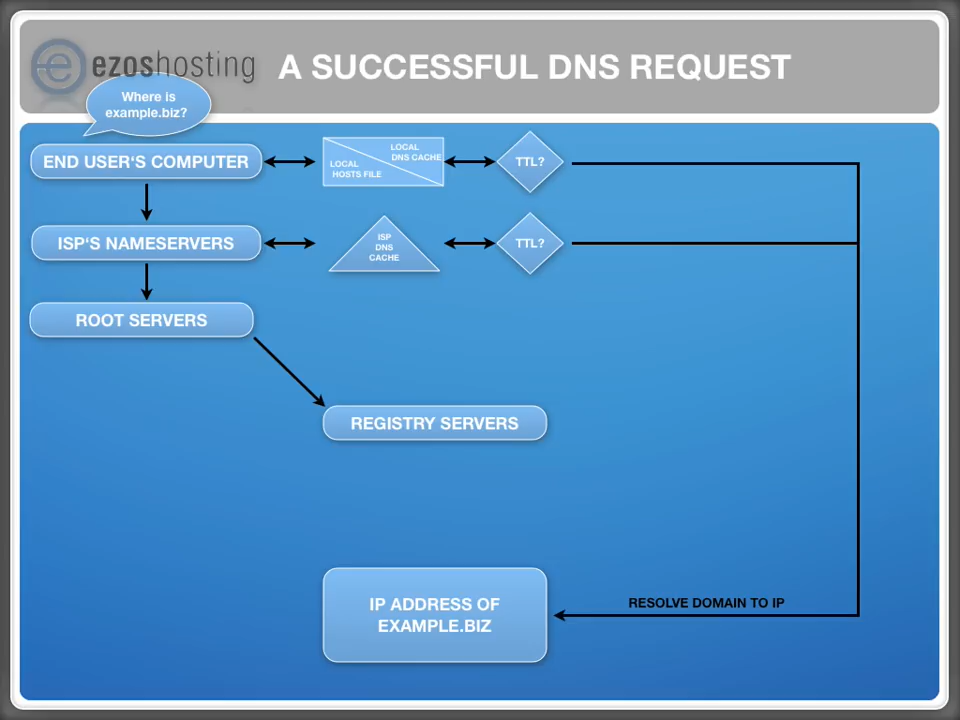 ezoshosting
A SUCCESSFUL DNS REQUEST
Where is
example.biz?
END USER'S COMPUTER
LOCAL
DNS CACHE
LOCAL
HOSTS FILE
TTL?
ISP'S NAMESERVERS
ISP
DNS
CACHE
TTL?
ROOT SERVERS
REGISTRY SERVERS
IP ADDRESS OF
EXAMPLE.BIZ
RESOLVE DOMAIN TO IP